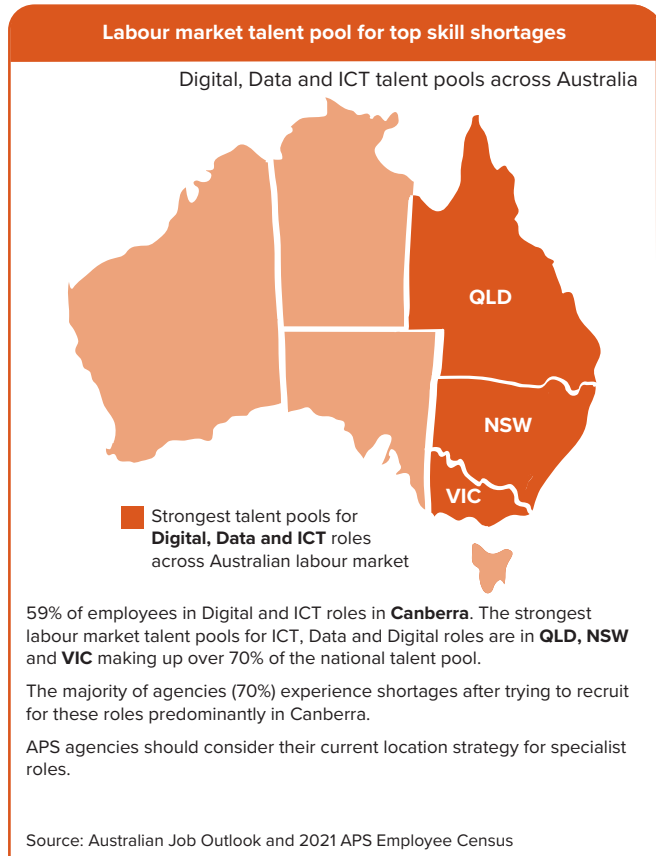 Labour market talent pool for top skill shortages
Digital, Data and ICT talent pools across Australia
QLD
NSW
VIC
Strongest talent pools for
Digital, Data and ICT roles
across Australian labour market
59% of employees in Digital and ICT roles in Canberra. The strongest
labour market talent pools for ICT, Data and Digital roles are in QLD, NSW
and VIC making up over 70% of the national talent pool.
The majority of agencies (70%) experience shortages after trying to recruit
for these roles predominantly in Canberra.
APS agencies should consider their current location strategy for specialist
roles.
Source: Australian Job Outlook and 2021 APS Employee Census